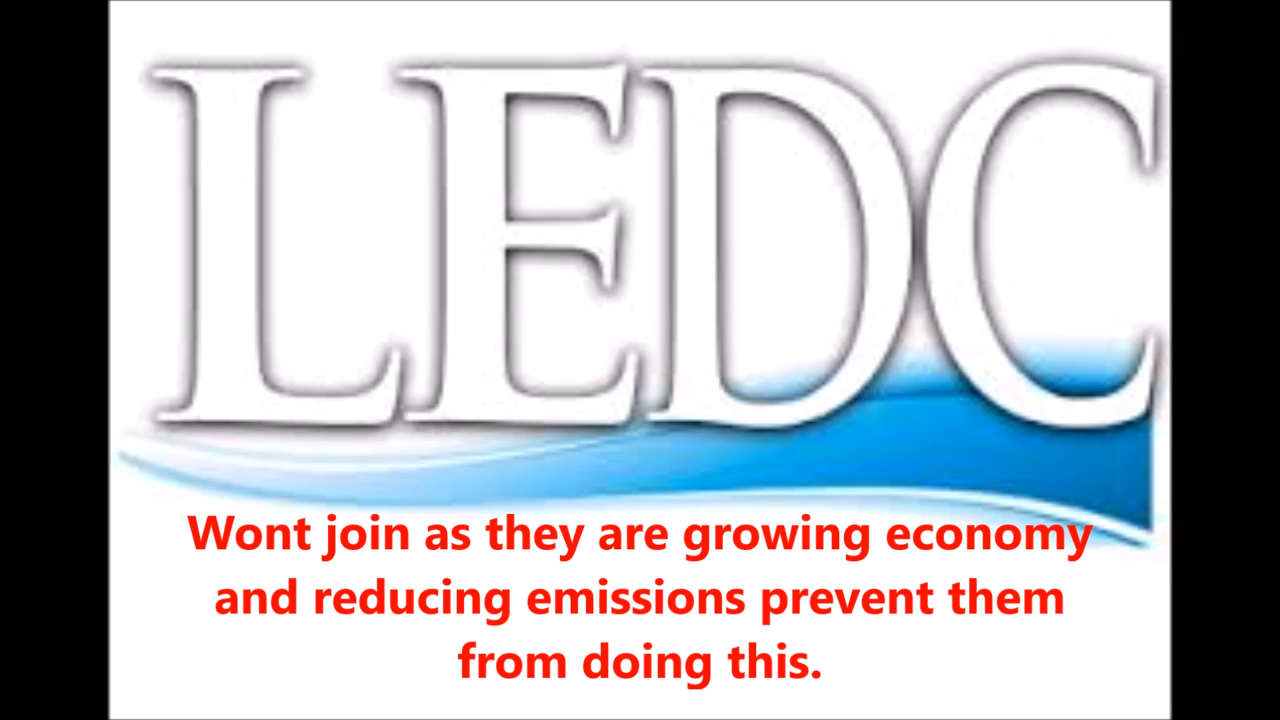 LEDC
Wont join as they are growing economy
and reducing emissions prevent them
from doing this.